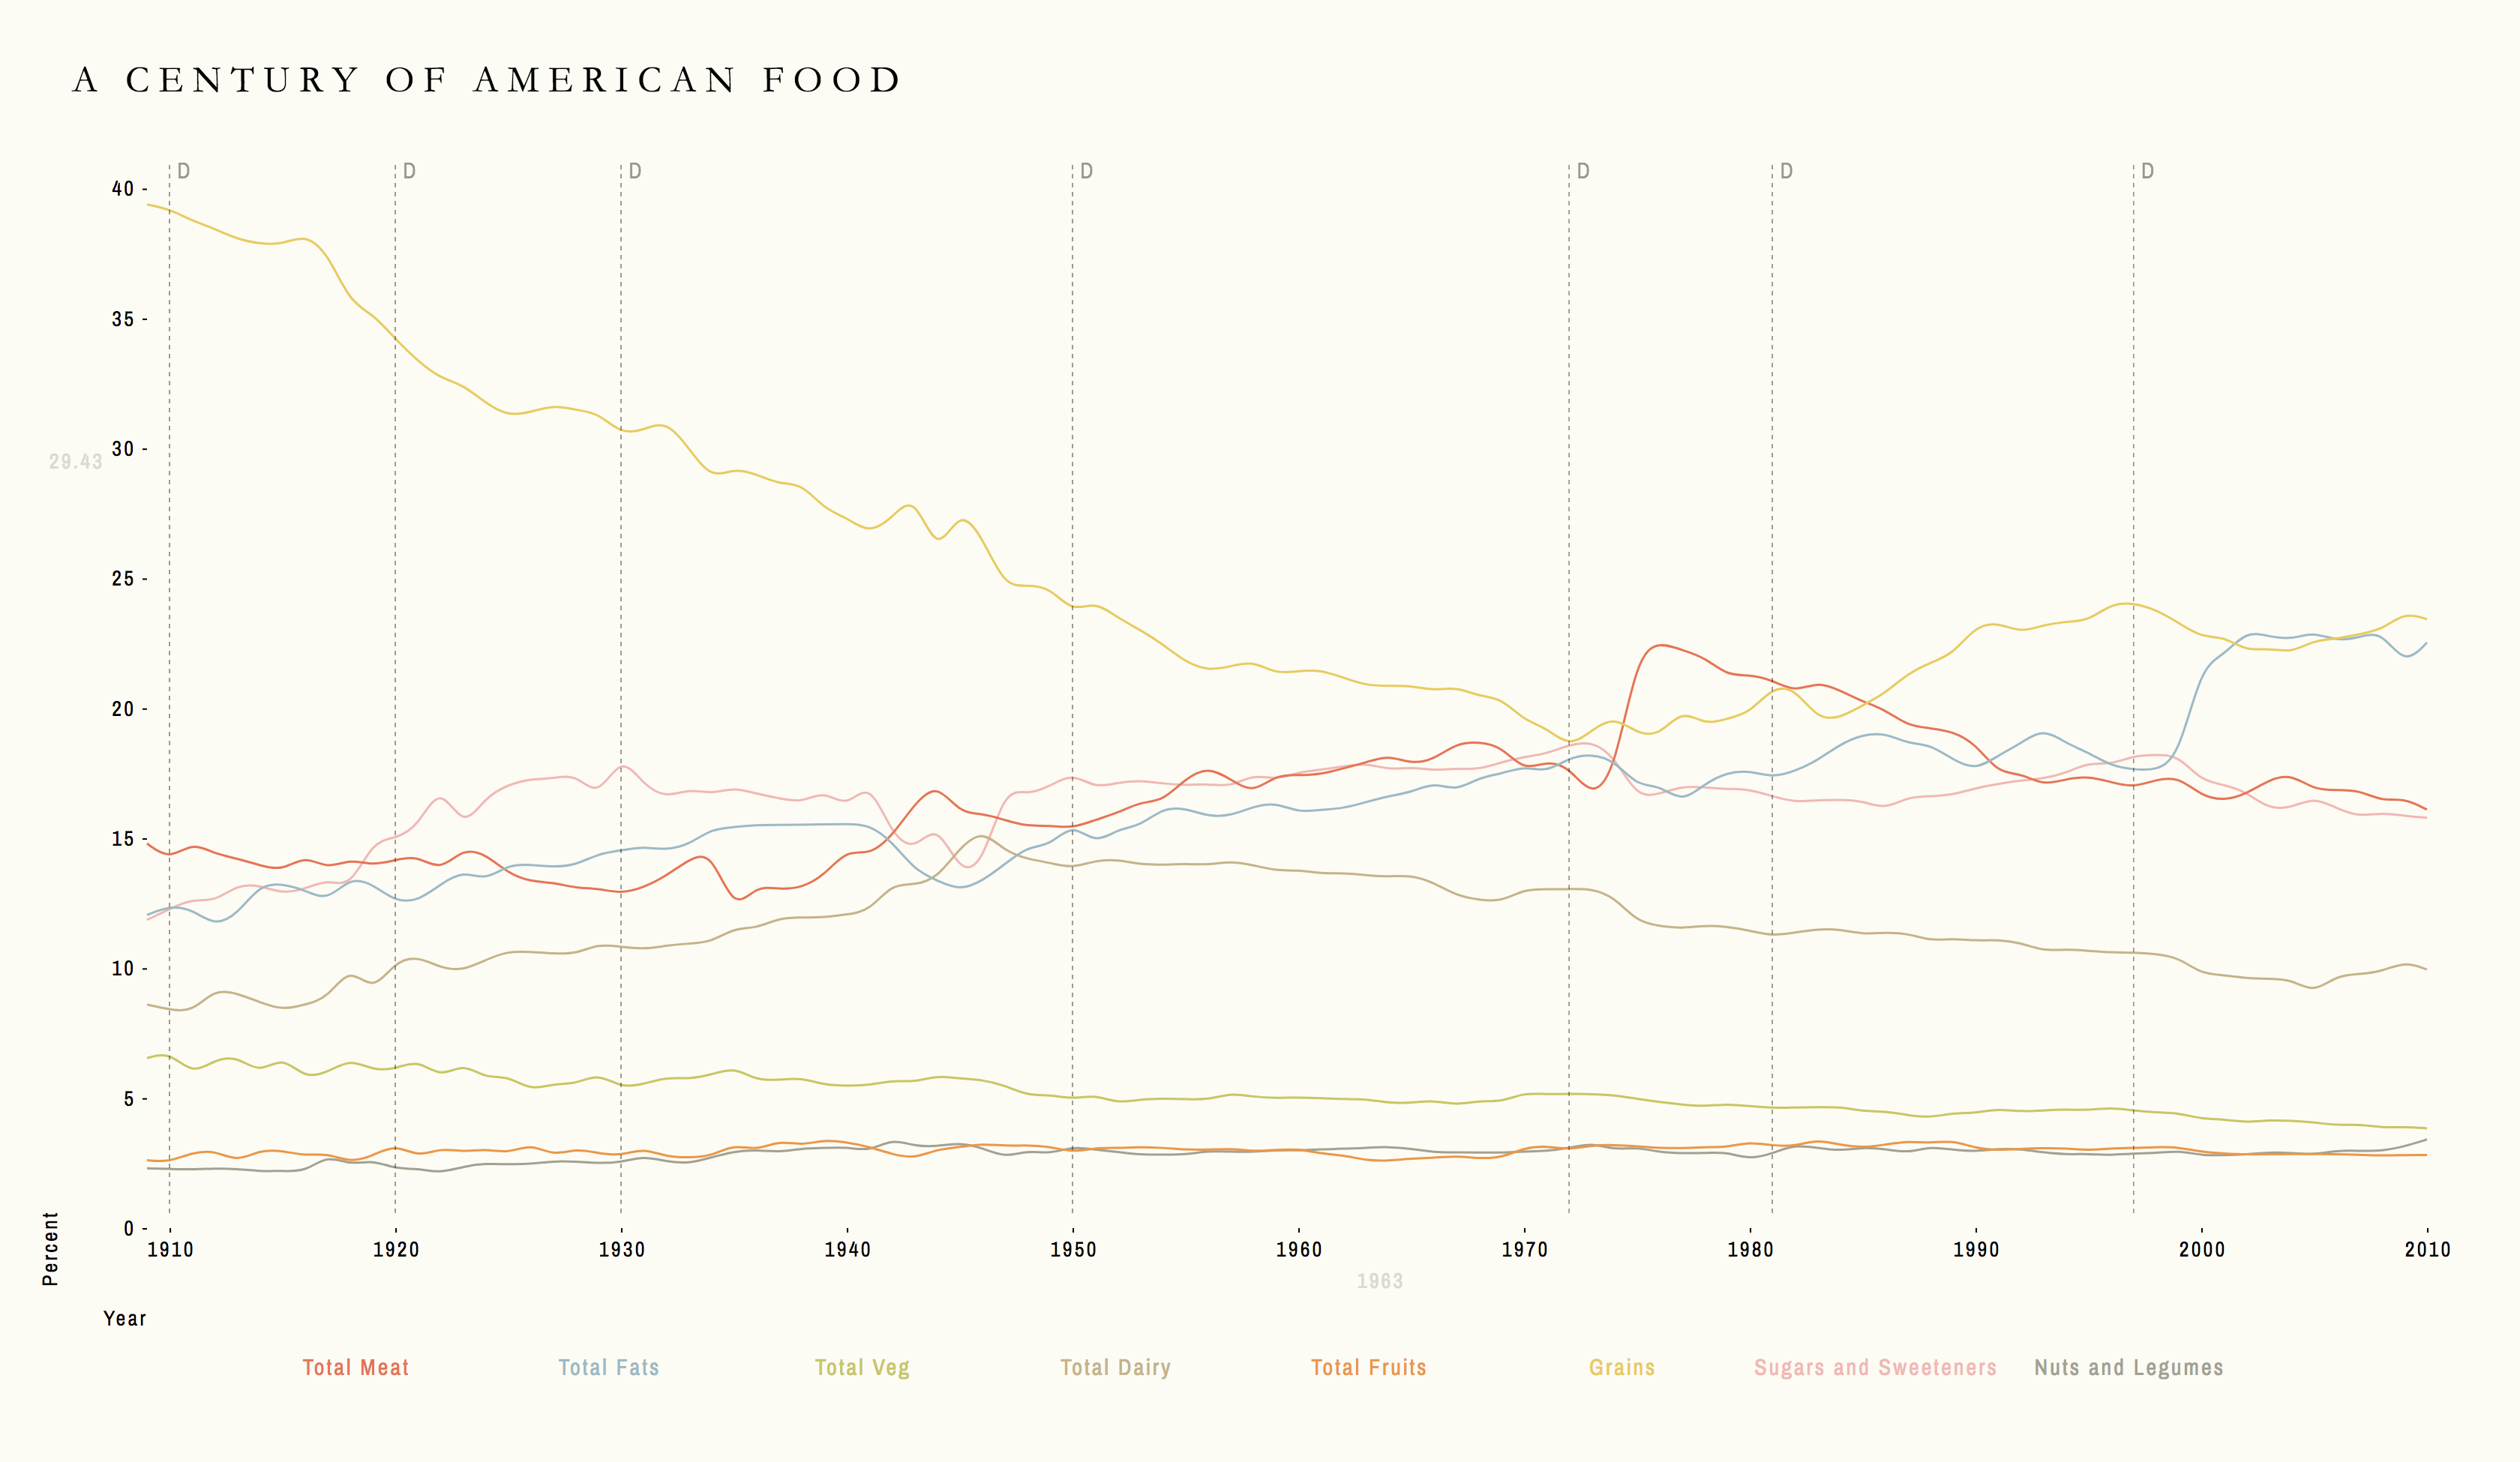 A CENTURY OF AMERICAN FOOD
D D D D D D D
40
35
30
29.43
25
20
15
10
5
0
Percent
1910 1920 1930 1940 1950 1960 1970 1980 1990 2000 2010
1963
Year
Total Meat Total Fats Total Veg Total Dairy Total Fruits Grains Sugars and Sweeteners Nuts and Legumes